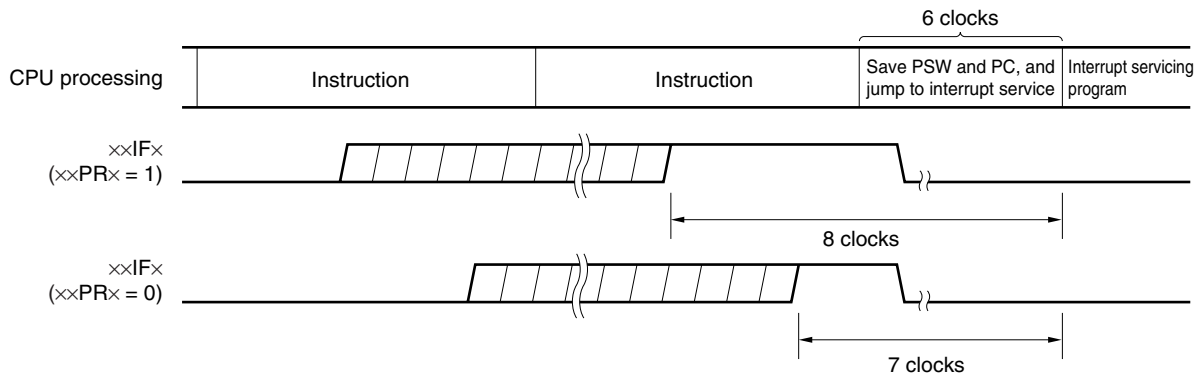 6 clocks
CPU processing
Instruction
Instruction
Save PSW and PC, and
jump to interrupt service
Interrupt servicing
program
××IF×
(××PR× = 1)
8 clocks
××IF×
(××PR× = 0)
7 clocks